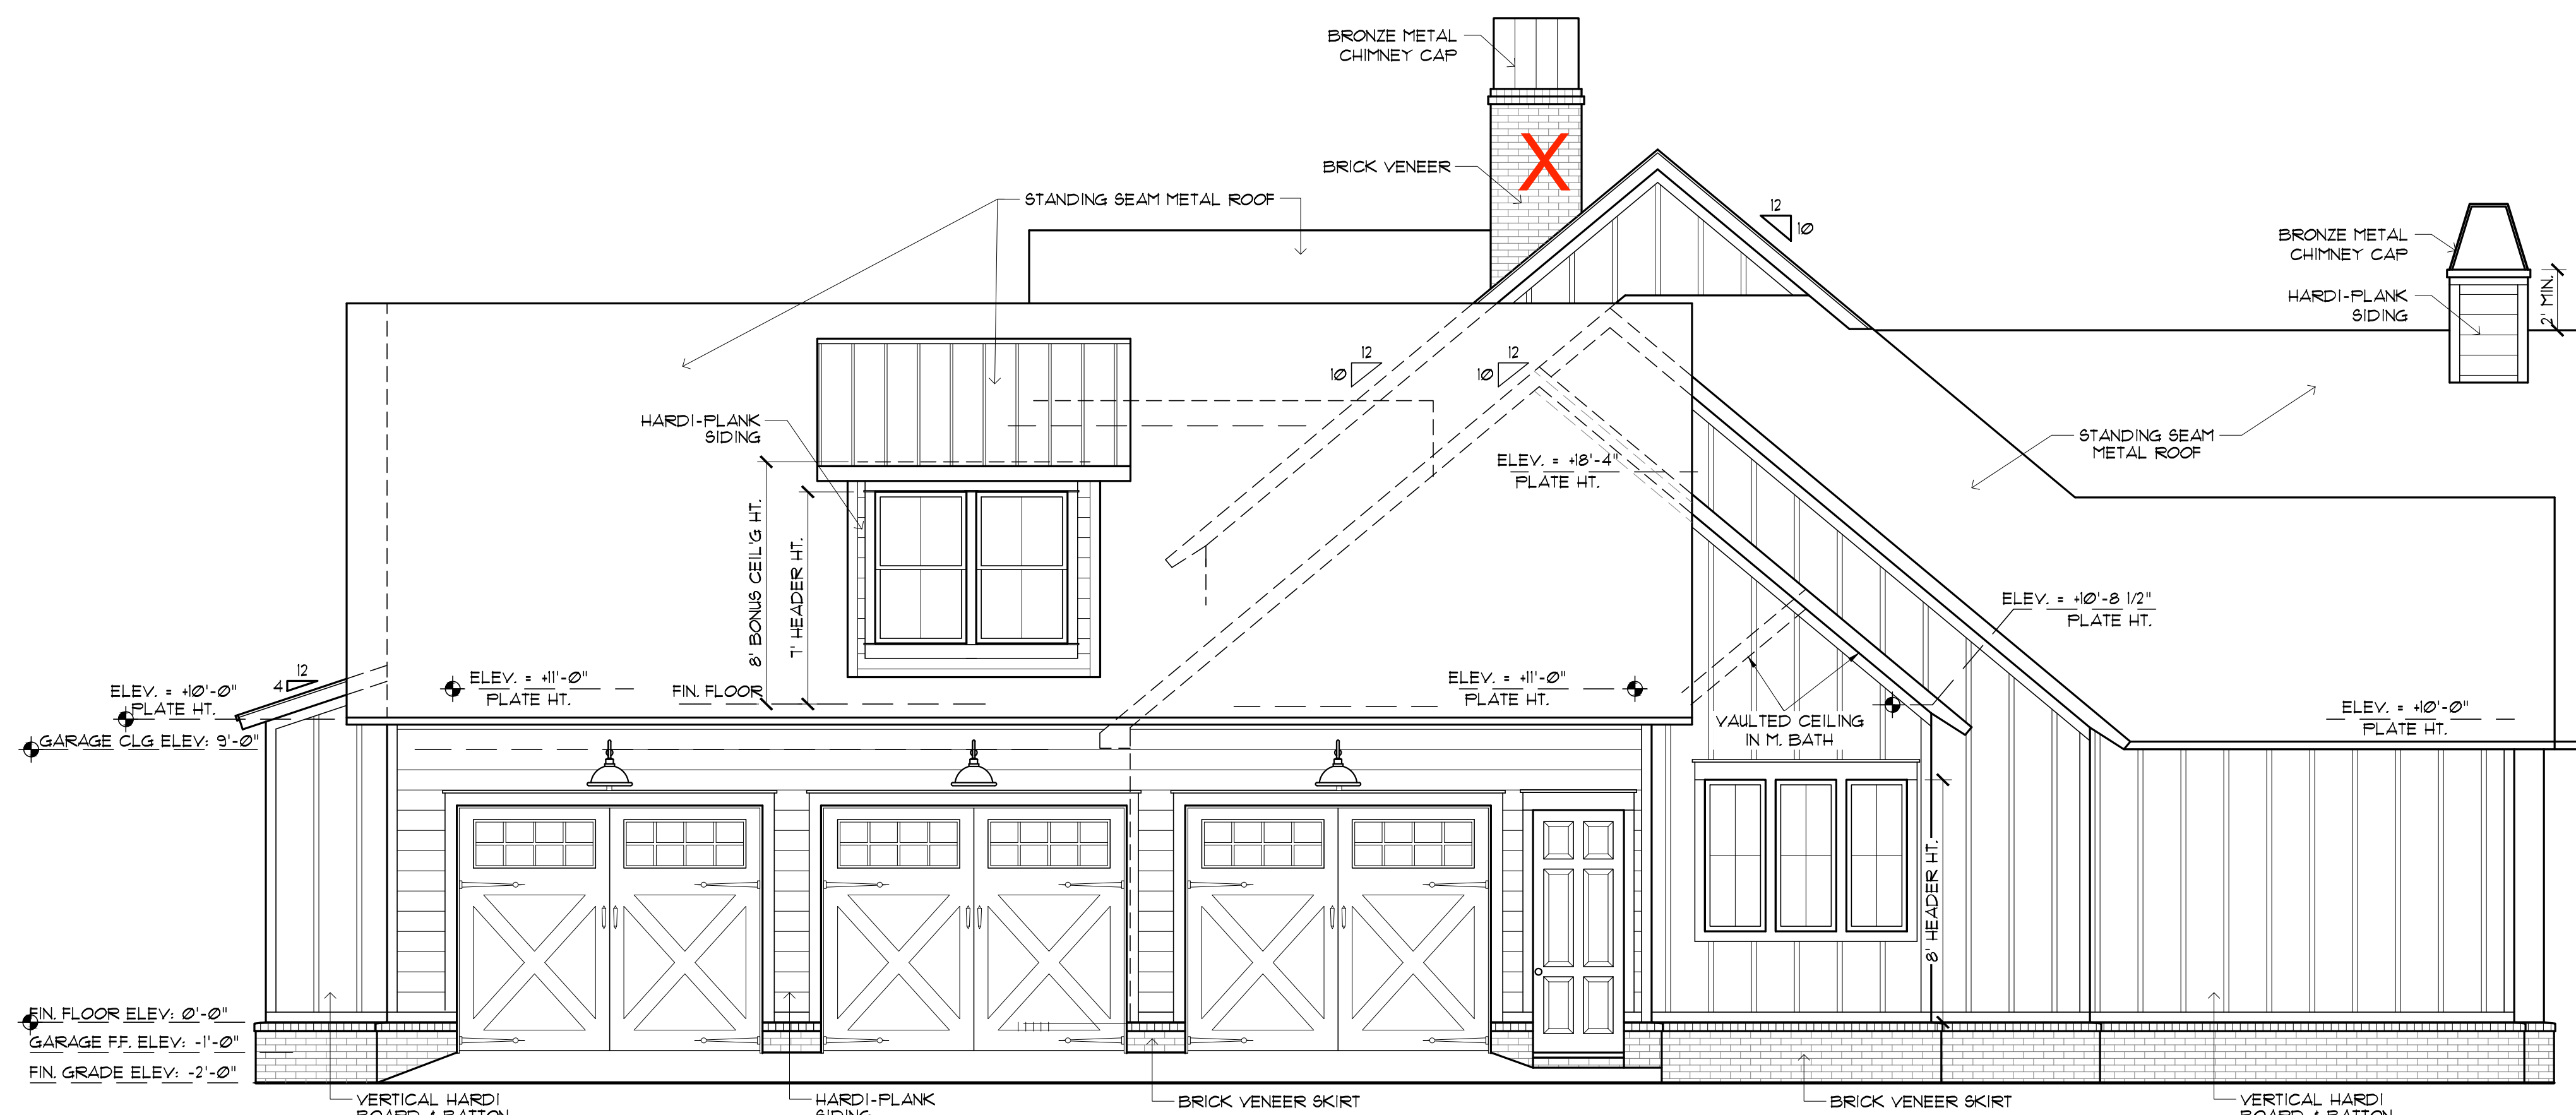 BRONZE METAL
CHIMNEY CAP
BRICK VENEER
X
STANDING SEAM METAL ROOF
12
10
BRONZE METAL
CHIMNEY CAP
HARDI-PLANK
SIDING
2' MIN.
12
10
12
10
HARDI-PLANK
SIDING
STANDING SEAM
METAL ROOF
ELEV. = +18'-4"
PLATE HT.
8' BONUS CEIL'G HT.
7' HEADER HT.
ELEV. = +10'-8 1/2"
PLATE HT.
12
4
ELEV. = +10'-0"
PLATE HT.
ELEV. = +11'-0"
PLATE HT.
FIN. FLOOR
ELEV. = +11'-0"
PLATE HT.
VAULTED CEILING
IN M. BATH
ELEV. = +10'-0"
PLATE HT.
GARAGE CLG ELEV: 9'-0"
8' HEADER HT.
FIN. FLOOR ELEV: 0'-0"
GARAGE F.F. ELEV: -1'-0"
FIN. GRADE ELEV: -2'-0"
VERTICAL HARDI
BOARD & BATTON
HARDI-PLANK
SIDING
BRICK VENEER SKIRT
BRICK VENEER SKIRT
VERTICAL HARDI
BOARD & BATTON